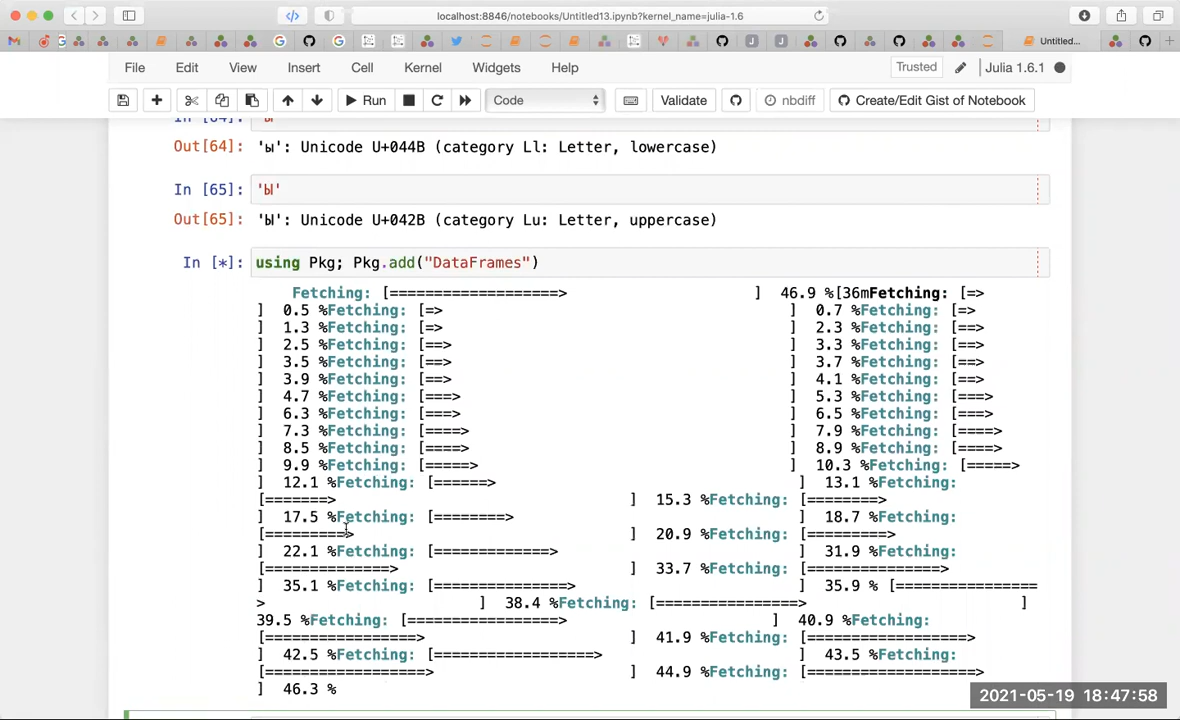 localhost:8846/notebooks/Untitled13.ipynb?kernel_name=julia-1.6
Untitled...
File Edit View Insert Cell Kernel Widgets Help Trusted Julia 1.6.1
Run Code Validate nbdiff Create/Edit Gist of Notebook
In [64]: 'ы'
Out[64]: 'ы': Unicode U+044B (category Ll: Letter, lowercase)
In [65]: 'Ы'
Out[65]: 'Ы': Unicode U+042B (category Lu: Letter, uppercase)
In [*]: using Pkg; Pkg.add("DataFrames")
Fetching: [==================>                     ]  46.9 %[36mFetching: [=>
]  0.5 %Fetching: [=>                                       ]  0.7 %Fetching: [=>
]  1.3 %Fetching: [=>                                       ]  2.3 %Fetching: [=>
]  2.5 %Fetching: [==>                                      ]  3.3 %Fetching: [==>
]  3.5 %Fetching: [==>                                      ]  3.7 %Fetching: [==>
]  3.9 %Fetching: [==>                                      ]  4.1 %Fetching: [==>
]  4.7 %Fetching: [===>                                     ]  5.3 %Fetching: [===>
]  6.3 %Fetching: [===>                                     ]  6.5 %Fetching: [===>
]  7.3 %Fetching: [====>                                    ]  7.9 %Fetching: [====>
]  8.5 %Fetching: [====>                                    ]  8.9 %Fetching: [====>
]  9.9 %Fetching: [=====>                                   ]  10.3 %Fetching: [=====>
]  12.1 %Fetching: [======>                                  ]  13.1 %Fetching:
[=======>                                  ]  15.3 %Fetching: [========>
]  17.5 %Fetching: [========>                                ]  18.7 %Fetching:
[=========>                                ]  20.9 %Fetching: [=========>
]  22.1 %Fetching: [=============>                           ]  31.9 %Fetching:
[==============>                           ]  33.7 %Fetching: [===============>
]  35.1 %Fetching: [===============>                         ]  35.9 % [================
>                         ]  38.4 %Fetching: [================>                         ]
39.5 %Fetching: [=================>                        ]  40.9 %Fetching:
[=================>                        ]  41.9 %Fetching: [==================>
]  42.5 %Fetching: [==================>                      ]  43.5 %Fetching:
[==================>                       ]  44.9 %Fetching: [===================>
]  46.3 %
2021-05-19 18:47:58